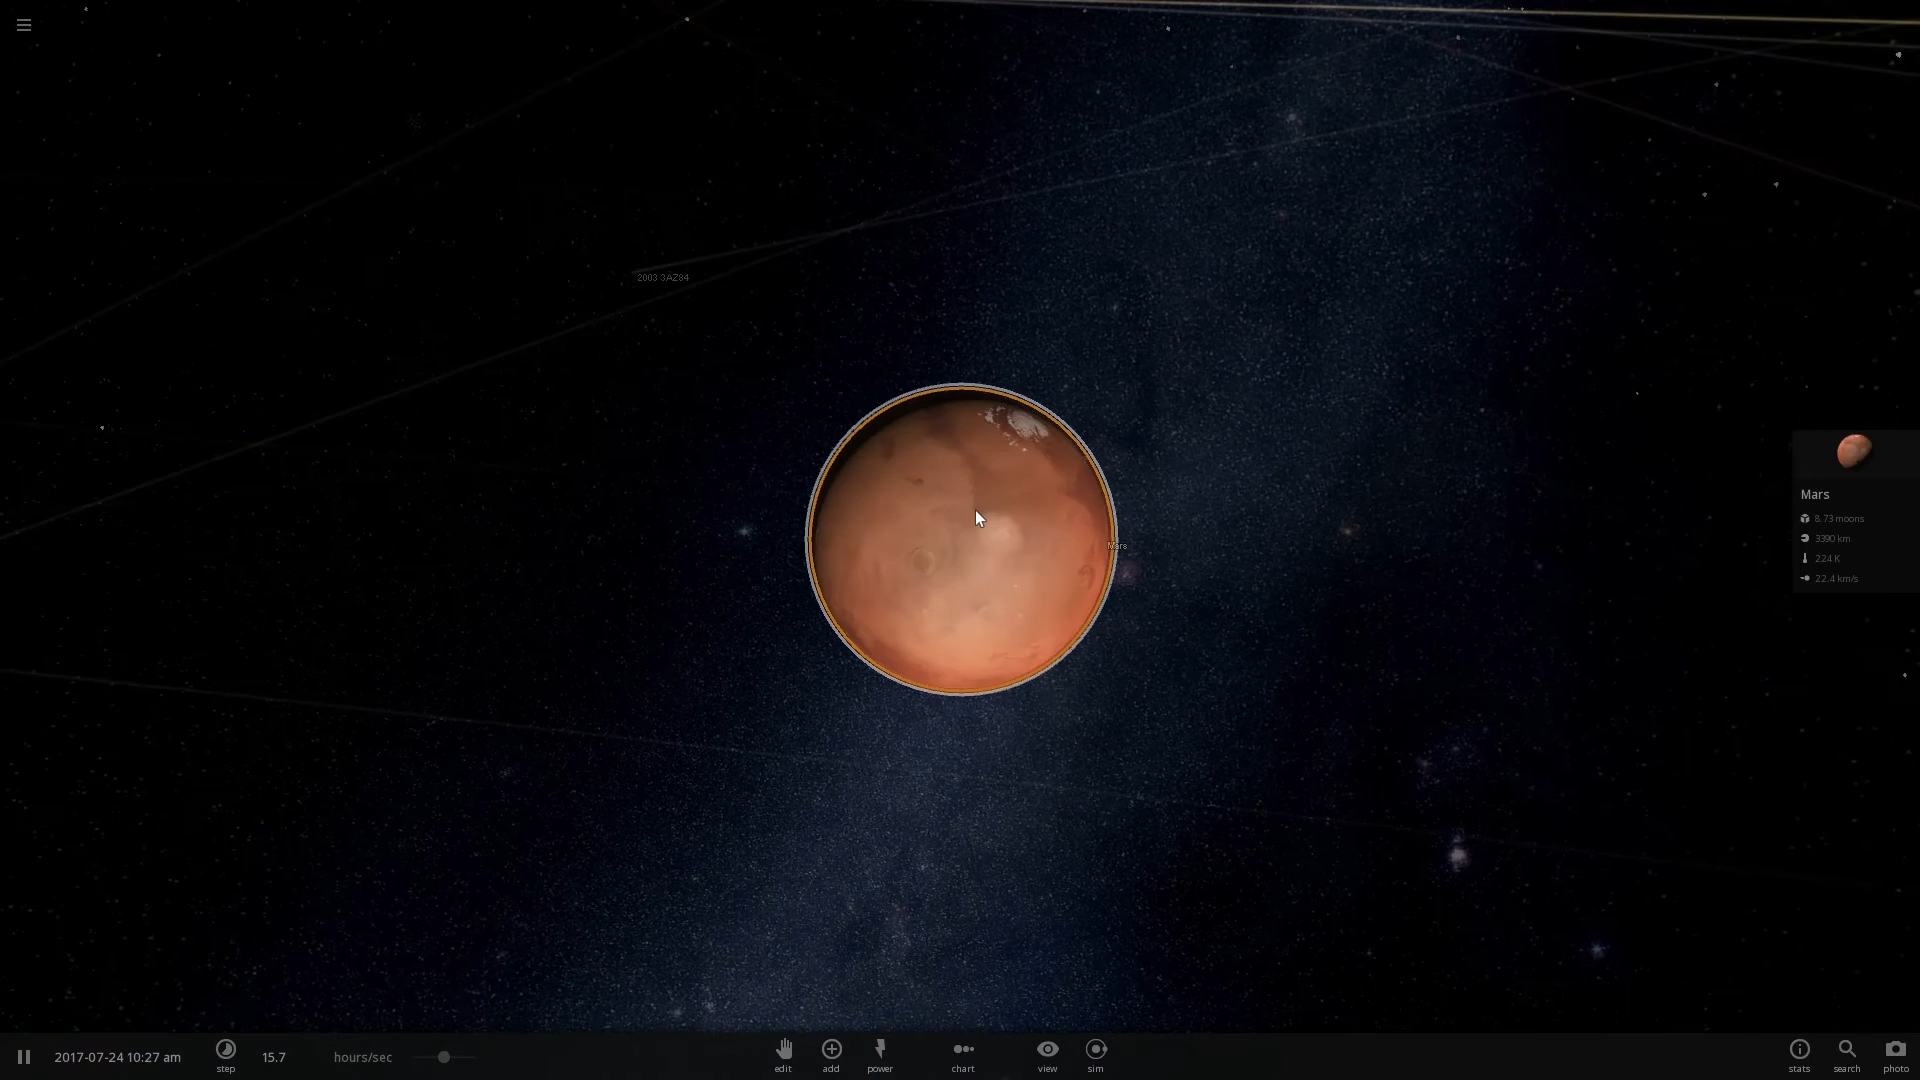 2003 3AZ84
Mars
Mars
8.73 moons
3390 km
224 K
22.4 km/s
2017-07-24 10:27 am
step
15.7
hours/sec
edit
add
power
chart
view
sim
stats
search
photo